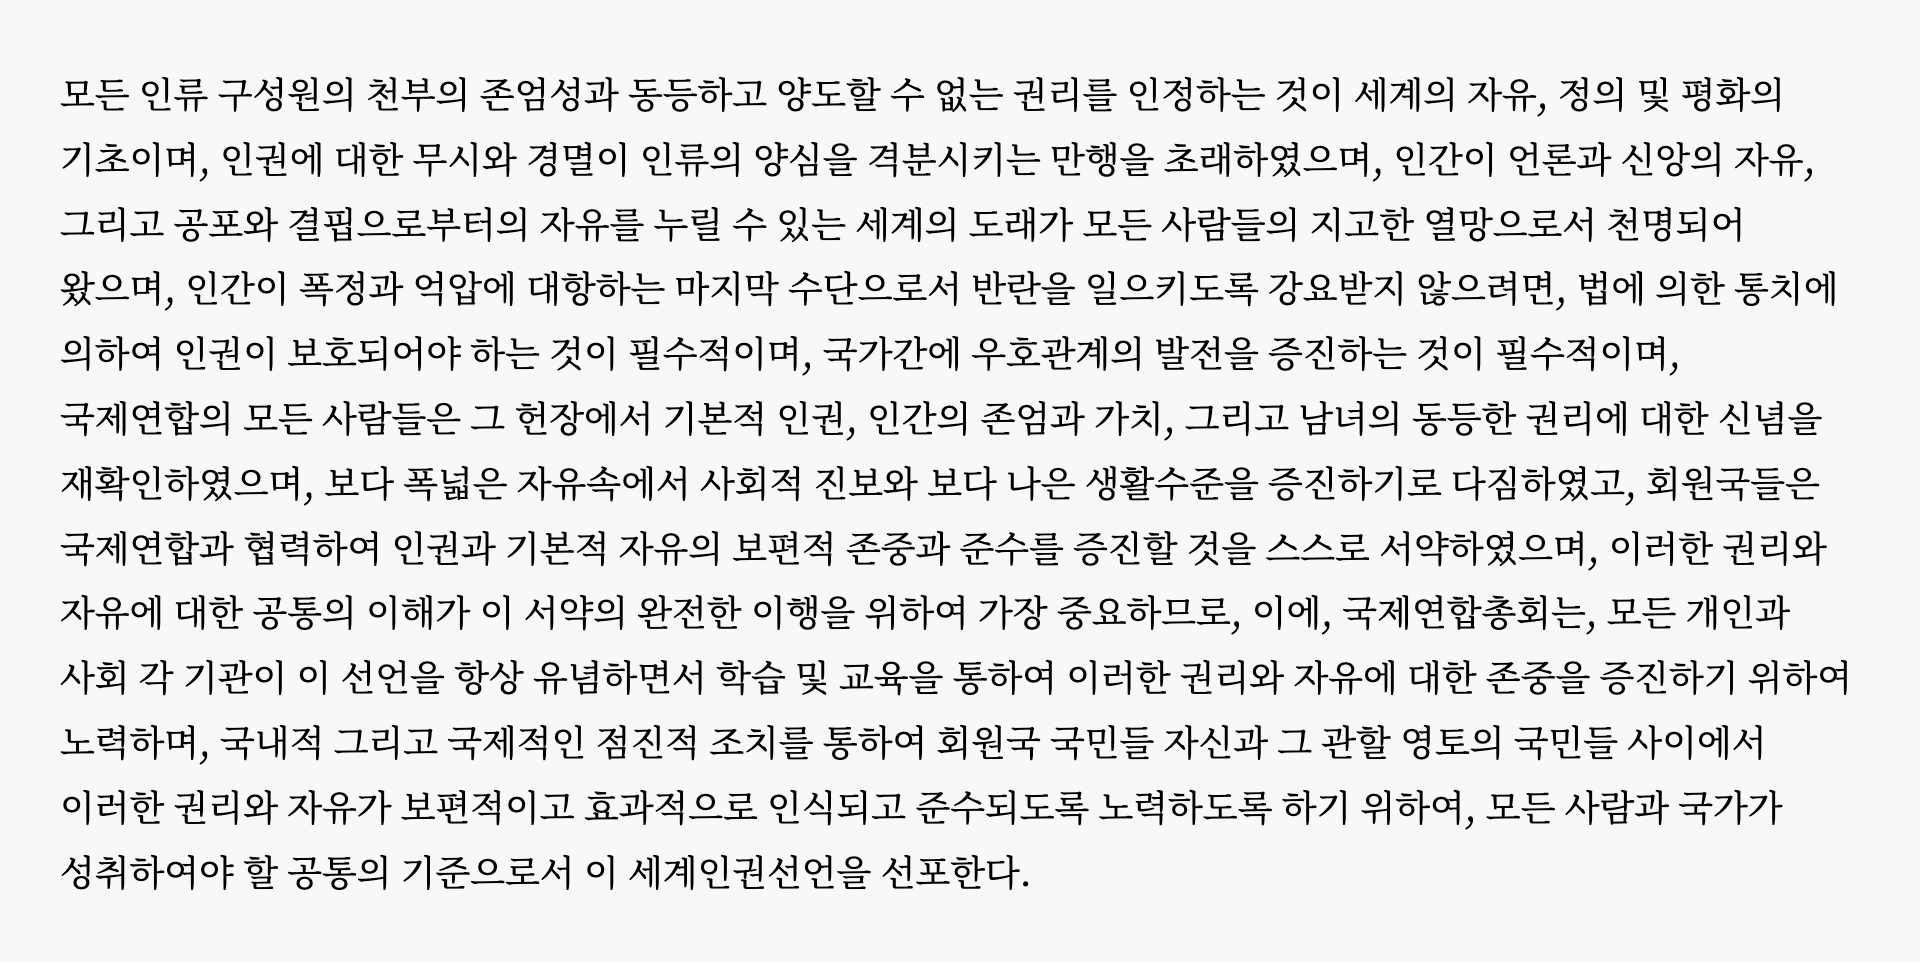 모든 인류 구성원의 천부의 존엄성과 동등하고 양도할 수 없는 권리를 인정하는 것이 세계의 자유, 정의 및 평화의
기초이며, 인권에 대한 무시와 경멸이 인류의 양심을 격분시키는 만행을 초래하였으며, 인간이 언론과 신앙의 자유,
그리고 공포와 결핍으로부터의 자유를 누릴 수 있는 세계의 도래가 모든 사람들의 지고한 열망으로서 천명되어
왔으며, 인간이 폭정과 억압에 대항하는 마지막 수단으로서 반란을 일으키도록 강요받지 않으려면, 법에 의한 통치에
의하여 인권이 보호되어야 하는 것이 필수적이며, 국가간에 우호관계의 발전을 증진하는 것이 필수적이며,
국제연합의 모든 사람들은 그 헌장에서 기본적 인권, 인간의 존엄과 가치, 그리고 남녀의 동등한 권리에 대한 신념을
재확인하였으며, 보다 폭넓은 자유속에서 사회적 진보와 보다 나은 생활수준을 증진하기로 다짐하였고, 회원국들은
국제연합과 협력하여 인권과 기본적 자유의 보편적 존중과 준수를 증진할 것을 스스로 서약하였으며, 이러한 권리와
자유에 대한 공통의 이해가 이 서약의 완전한 이행을 위하여 가장 중요하므로, 이에, 국제연합총회는, 모든 개인과
사회 각 기관이 이 선언을 항상 유념하면서 학습 및 교육을 통하여 이러한 권리와 자유에 대한 존중을 증진하기 위하여
노력하며, 국내적 그리고 국제적인 점진적 조치를 통하여 회원국 국민들 자신과 그 관할 영토의 국민들 사이에서
이러한 권리와 자유가 보편적이고 효과적으로 인식되고 준수되도록 노력하도록 하기 위하여, 모든 사람과 국가가
성취하여야 할 공통의 기준으로서 이 세계인권선언을 선포한다.